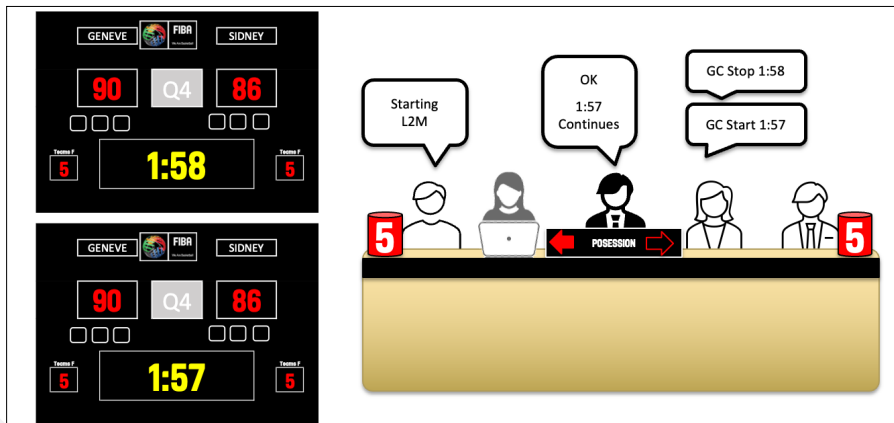 GENEVE
FIBA
We Are Basketball
SIDNEY
90
Q4
86
Teams F
5
1:58
Teams F
5
GENEVE
FIBA
We Are Basketball
SIDNEY
90
Q4
86
Teams F
5
1:57
Teams F
5
Starting
L2M
OK
1:57
Continues
GC Stop 1:58
GC Start 1:57
5
POSESSION
5